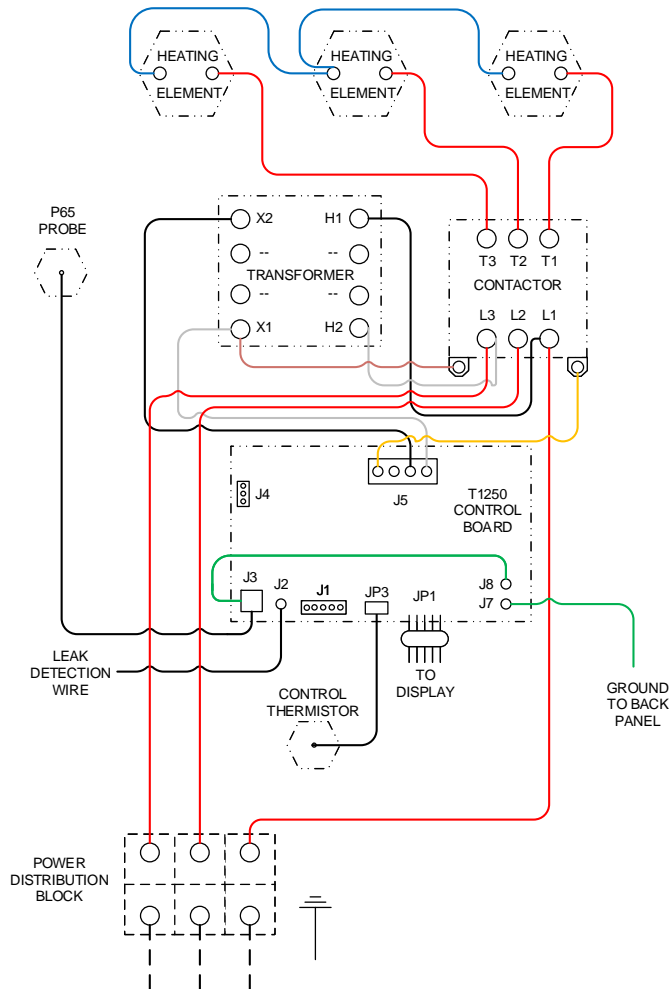 HEATING
ELEMENT
HEATING
ELEMENT
HEATING
ELEMENT
P65
PROBE
X2
H1
--
--
TRANSFORMER
--
--
X1
H2
T3
T2
T1
CONTACTOR
L3
L2
L1
J4
J5
T1250
CONTROL
BOARD
J3
J2
J1
JP3
JP1
J8
J7
LEAK
DETECTION
WIRE
TO
DISPLAY
CONTROL
THERMISTOR
GROUND
TO BACK
PANEL
POWER
DISTRIBUTION
BLOCK